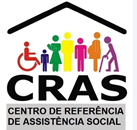 CRAS
CENTRO DE REFERÊNCIA
DE ASSISTÊNCIA SOCIAL